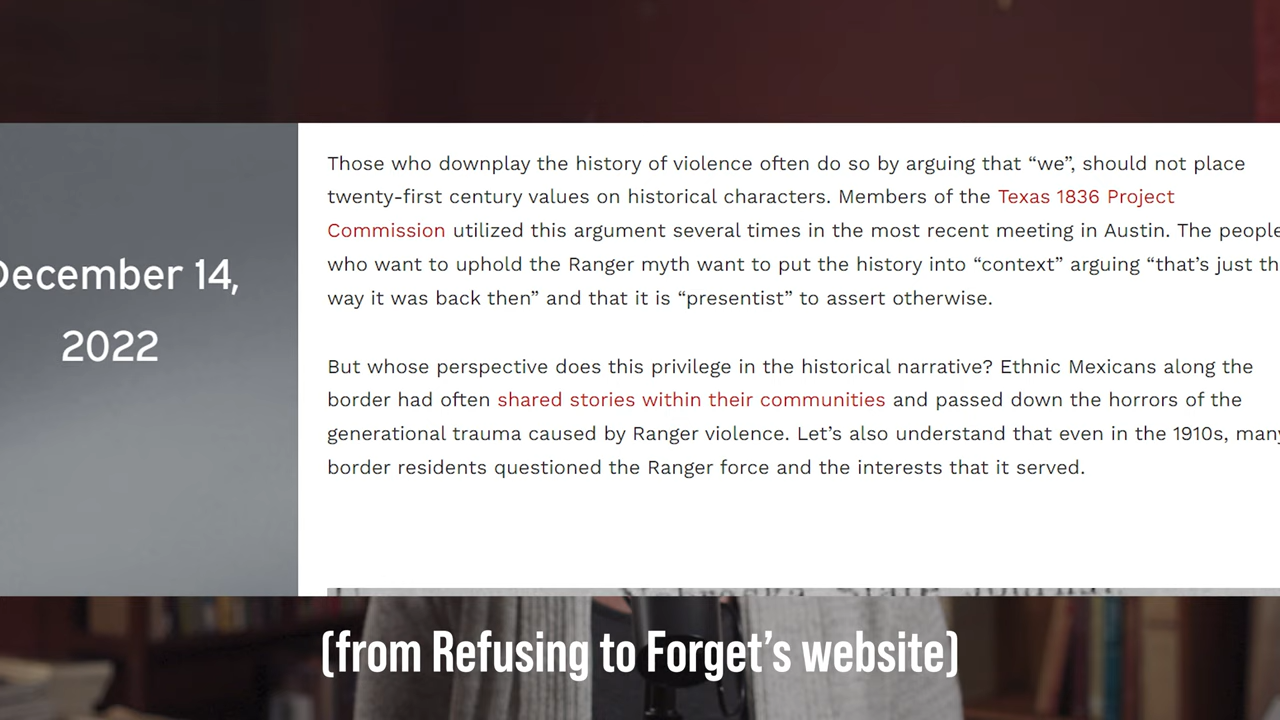 December 14,
2022
Those who downplay the history of violence often do so by arguing that “we”, should not place
twenty-first century values on historical characters. Members of the Texas 1836 Project
Commission utilized this argument several times in the most recent meeting in Austin. The people
who want to uphold the Ranger myth want to put the history into “context” arguing “that’s just th
way it was back then” and that it is “presentist” to assert otherwise.
But whose perspective does this privilege in the historical narrative? Ethnic Mexicans along the
border had often shared stories within their communities and passed down the horrors of the
generational trauma caused by Ranger violence. Let’s also understand that even in the 1910s, many
border residents questioned the Ranger force and the interests that it served.
(from Refusing to Forget’s website)